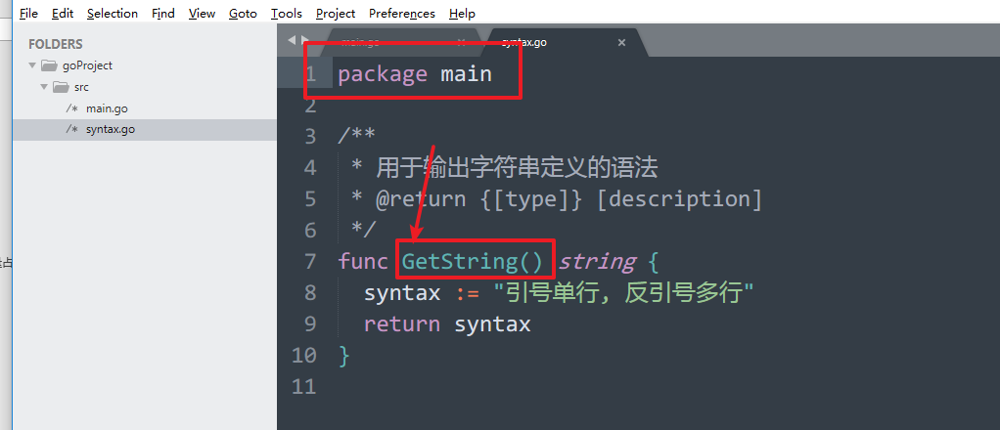 File Edit Selection Find View Goto Tools Project Preferences Help
FOLDERS
goProject
src
/* main.go
/* syntax.go
main.go × syntax.go ×
1 package main
2
3 /**
4 * 用于输出字符串定义的语法
5 * @return {[type]} [description]
6 */
7 func GetString() string {
8 syntax := "引号单行, 反引号多行"
9 return syntax
10 }
11